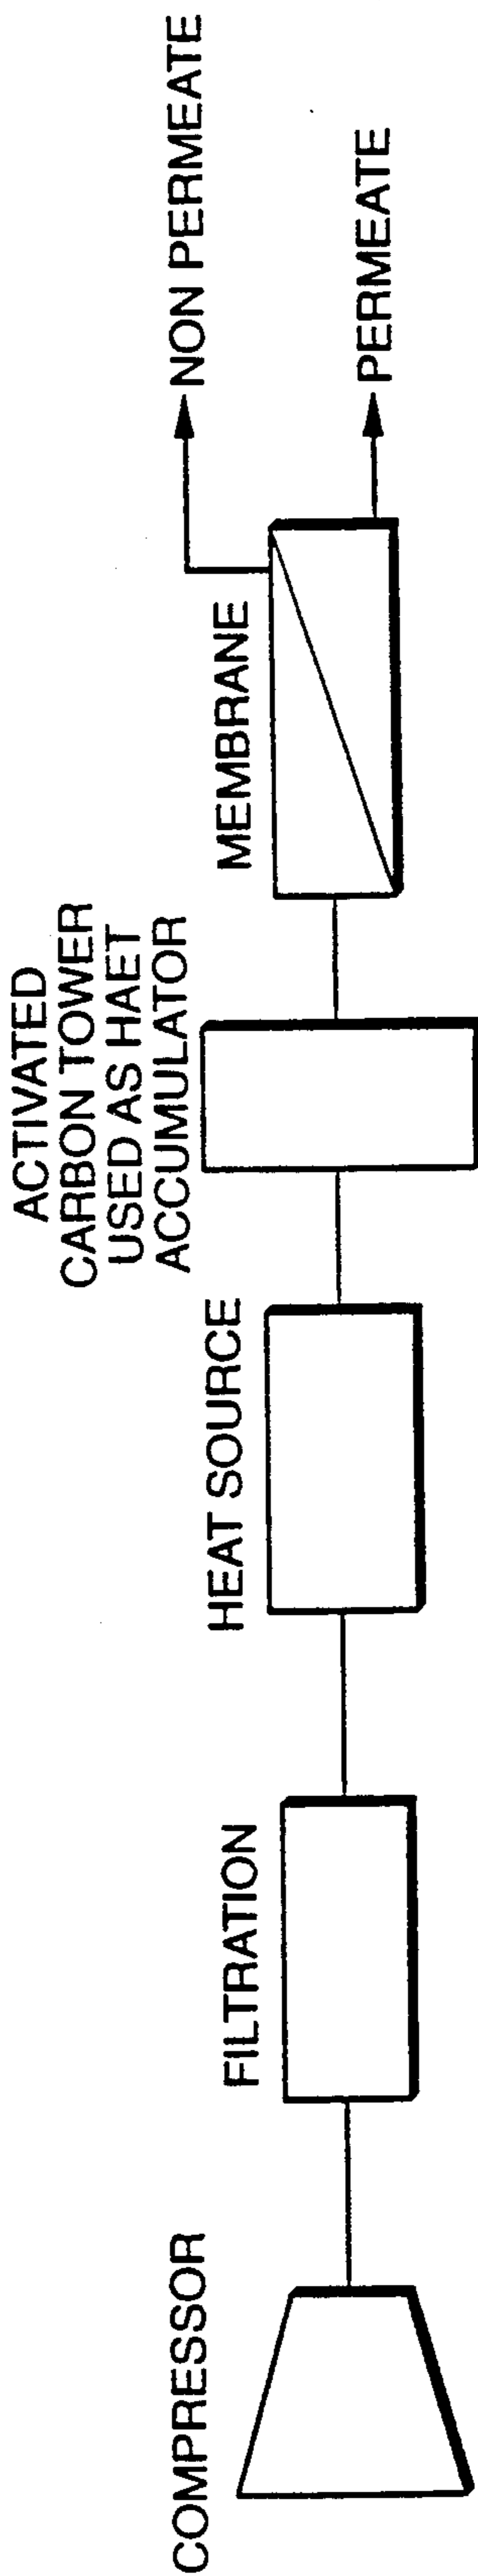 COMPRESSOR
FILTRATION
HEAT SOURCE
ACTIVATED
CARBON TOWER
USED AS HAET
ACCUMULATOR
MEMBRANE
NON PERMEATE
PERMEATE